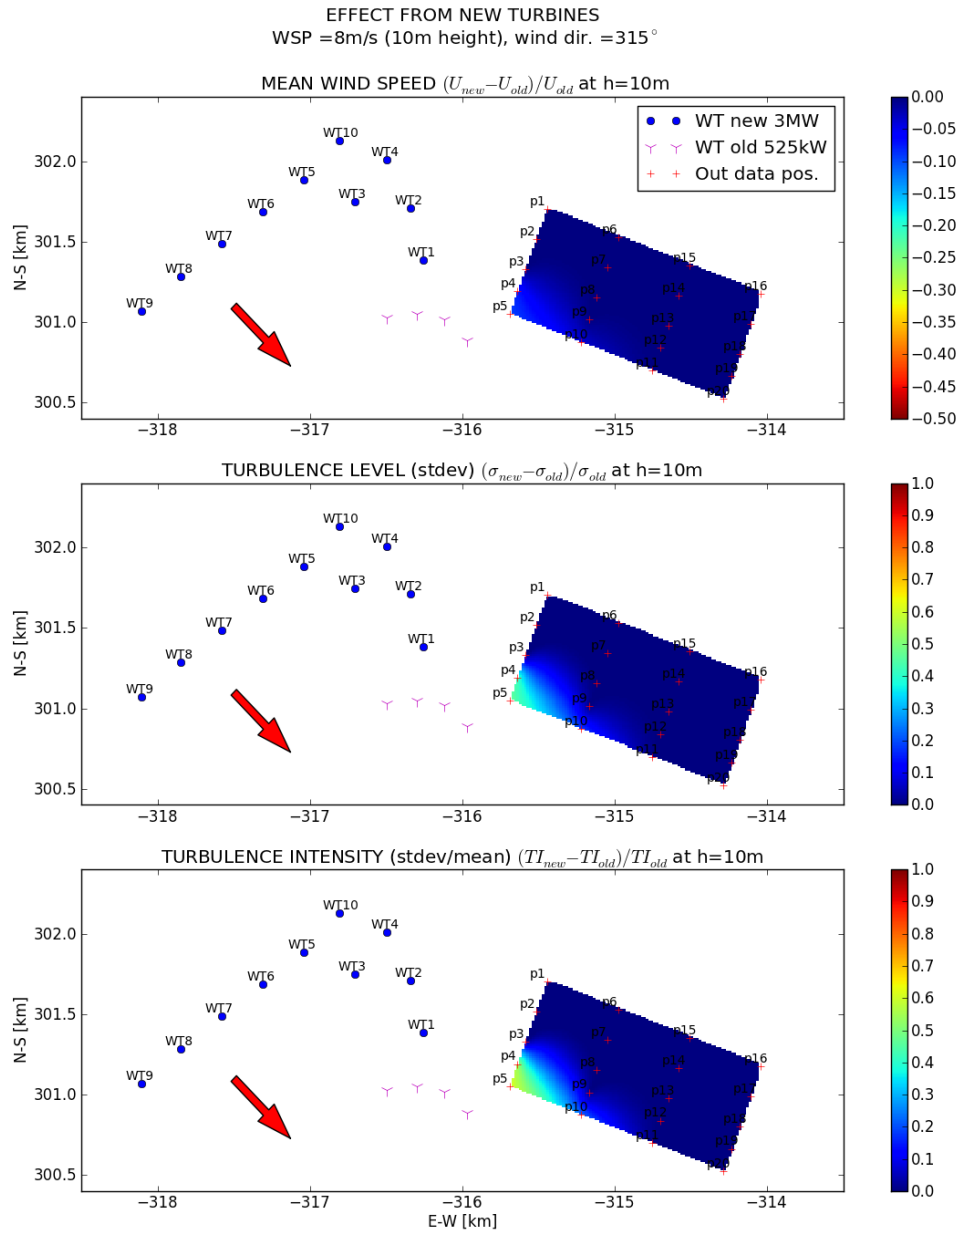 EFFECT FROM NEW TURBINES
WSP =8m/s (10m height), wind dir. =315°
MEAN WIND SPEED (U_new−U_old)/U_old at h=10m
WT new 3MW
WT old 525kW
Out data pos.
WT10
WT4
WT5
WT3
WT2
WT6
WT7
WT1
WT8
WT9
p1
p2
p6
p3
p7
p15
p4
p8
p14
p16
p5
p9
p13
p10
p12
p11
p18
p19
p20
302.0
301.5
301.0
300.5
N-S [km]
−318 −317 −316 −315 −314
0.00
−0.05
−0.10
−0.15
−0.20
−0.25
−0.30
−0.35
−0.40
−0.45
−0.50
TURBULENCE LEVEL (stdev) (σ_new−σ_old)/σ_old at h=10m
WT10
WT4
WT5
WT3
WT2
WT6
WT7
WT1
WT8
WT9
p1
p2
p6
p3
p7
p15
p4
p8
p14
p16
p5
p9
p13
p10
p12
p11
p18
p19
p20
302.0
301.5
301.0
300.5
N-S [km]
−318 −317 −316 −315 −314
1.0
0.9
0.8
0.7
0.6
0.5
0.4
0.3
0.2
0.1
0.0
TURBULENCE INTENSITY (stdev/mean) (TI_new−TI_old)/TI_old at h=10m
WT10
WT4
WT5
WT3
WT2
WT6
WT7
WT1
WT8
WT9
p1
p2
p6
p3
p7
p15
p4
p8
p14
p16
p5
p9
p13
p10
p12
p11
p18
p19
p20
302.0
301.5
301.0
300.5
N-S [km]
−318 −317 −316 −315 −314
E-W [km]
1.0
0.9
0.8
0.7
0.6
0.5
0.4
0.3
0.2
0.1
0.0